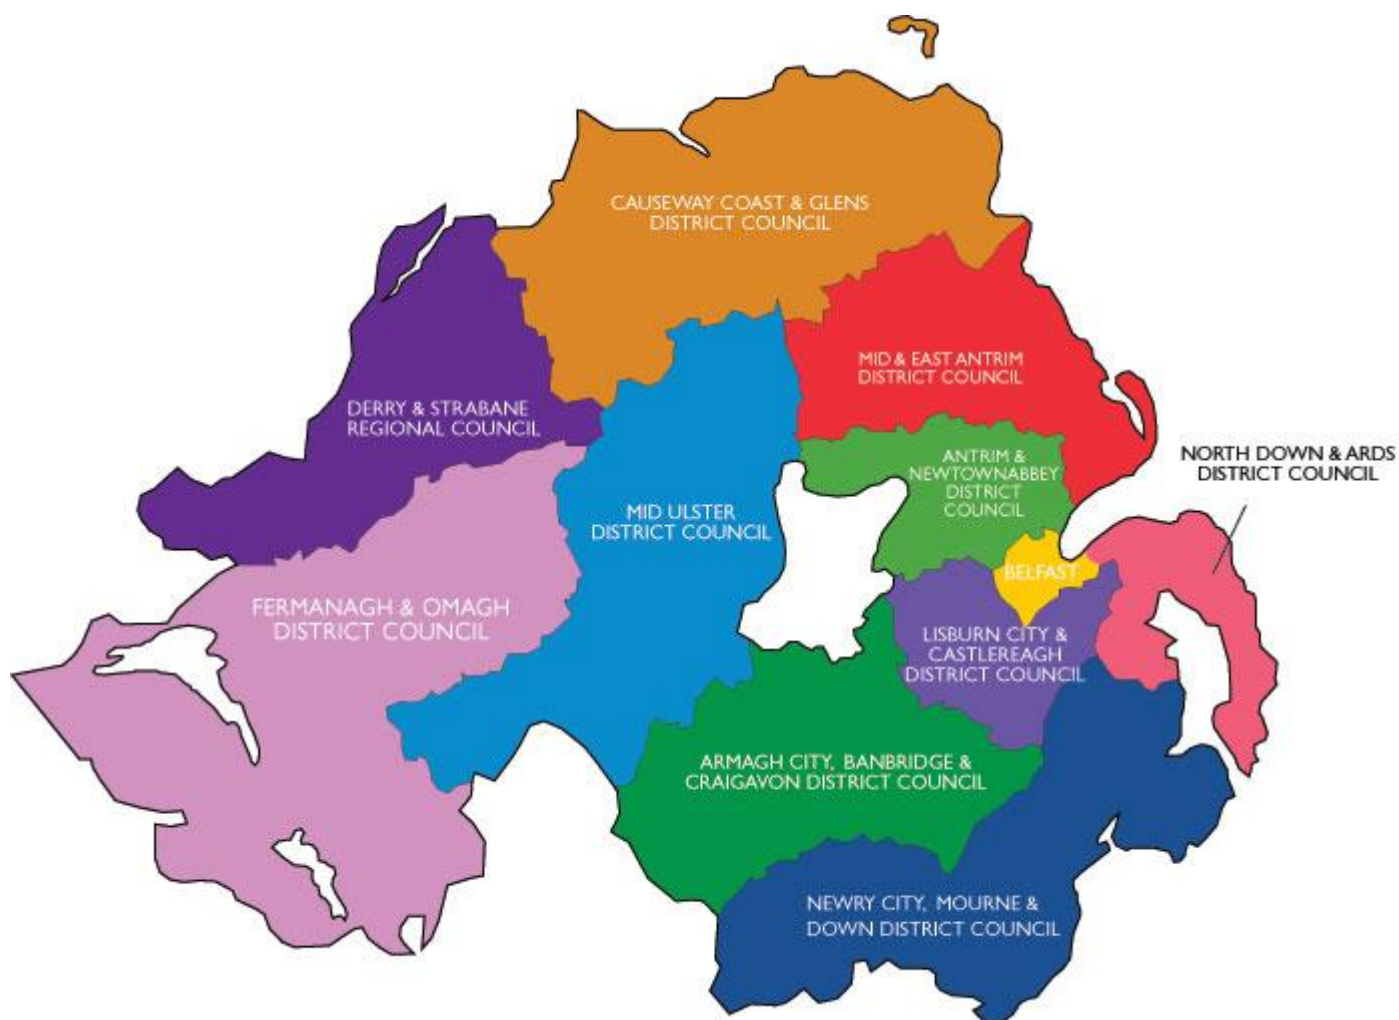 CAUSEWAY COAST & GLENS
DISTRICT COUNCIL
MID & EAST ANTRIM
DISTRICT COUNCIL
DERRY & STRABANE
REGIONAL COUNCIL
ANTRIM &
NEWTOWNABBEY
DISTRICT
COUNCIL
NORTH DOWN & ARDS
DISTRICT COUNCIL
MID ULSTER
DISTRICT COUNCIL
BELFAST
FERMANAGH & OMAGH
DISTRICT COUNCIL
LISBURN CITY &
CASTLEREAGH
DISTRICT COUNCIL
ARMAGH CITY, BANBRIDGE &
CRAIGAVON DISTRICT COUNCIL
NEWRY CITY, MOURNE &
DOWN DISTRICT COUNCIL